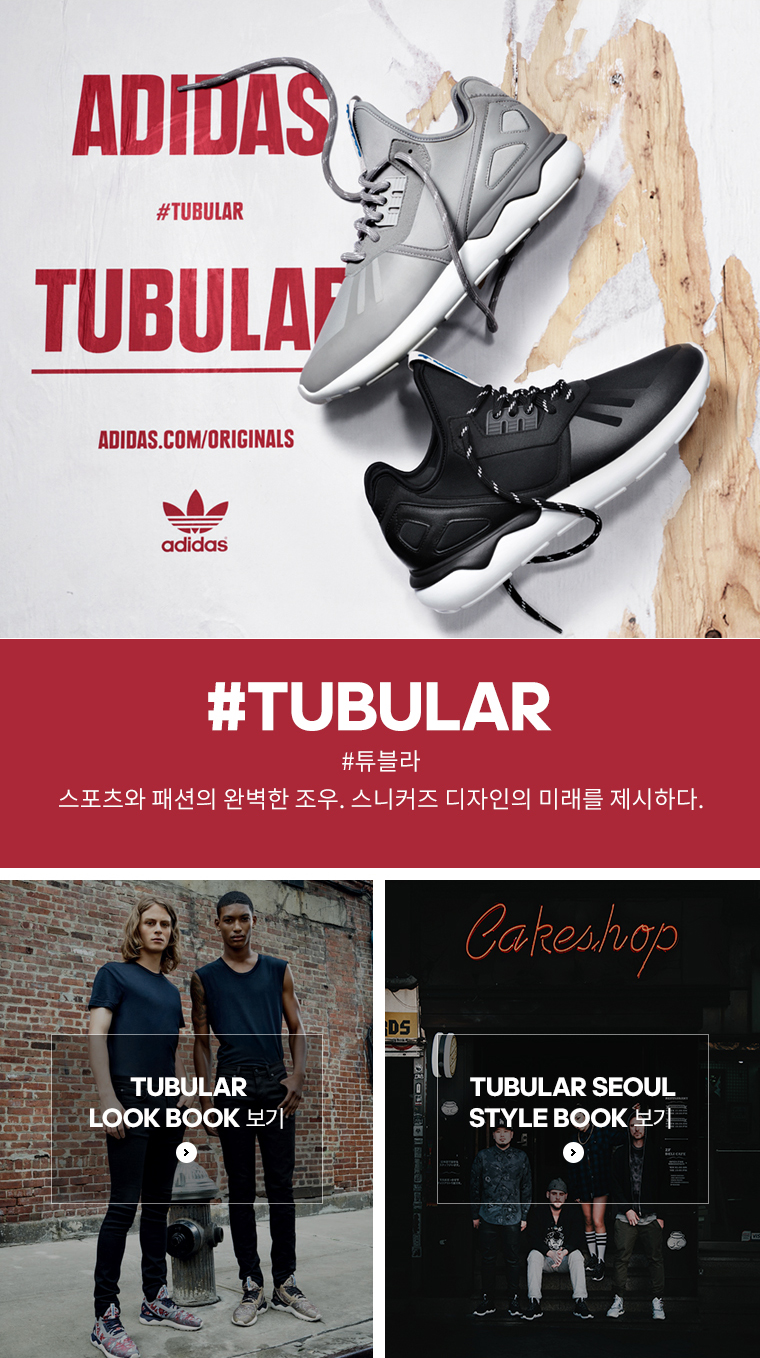 ADIDAS
#TUBULAR
TUBULAR
ADIDAS.COM/ORIGINALS
adidas
#TUBULAR
#튜블라
스포츠와 패션의 완벽한 조우. 스니커즈 디자인의 미래를 제시하다.
Cakeshop
DS
TUBULAR
LOOK BOOK 보기
TUBULAR SEOUL
STYLE BOOK 보기